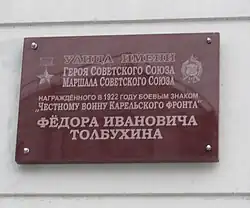 УЛИЦА ИМЕНИ
ГЕРОЯ СОВЕТСКОГО СОЮЗА
МАРШАЛА СОВЕТСКОГО СОЮЗА
НАГРАЖДЁННОГО В 1922 ГОДУ БОЕВЫМ ЗНАКОМ
„ЧЕСТНОМУ ВОИНУ КАРЕЛЬСКОГО ФРОНТА"
ФЁДОРА ИВАНОВИЧА
ТОЛБУХИНА